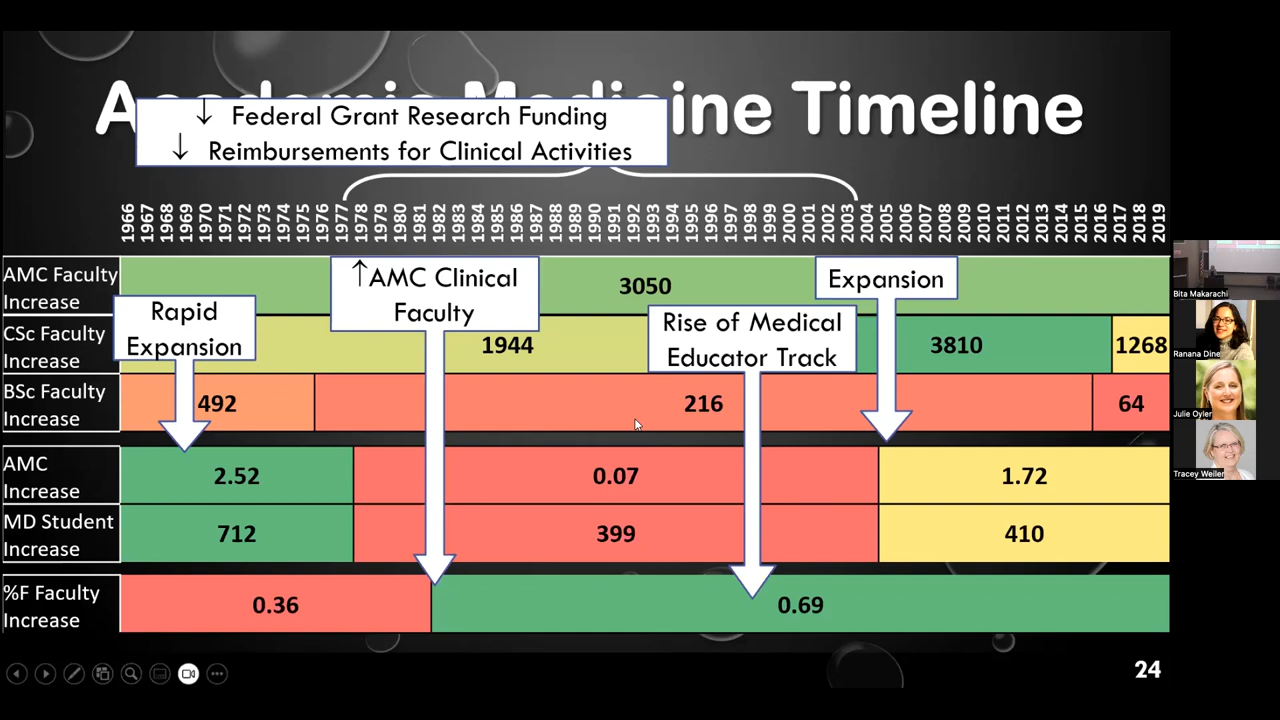 Academic Medicine Timeline
↓ Federal Grant Research Funding
↓ Reimbursements for Clinical Activities
1966 1967 1968 1969 1970 1971 1972 1973 1974 1975 1976 1977 1978 1979 1980 1981 1982 1983 1984 1985 1986 1987 1988 1989 1990 1991 1992 1993 1994 1995 1996 1997 1998 1999 2000 2001 2002 2003 2004 2005 2006 2007 2008 2009 2010 2011 2012 2013 2014 2015 2016 2017 2018 2019
AMC Faculty
Increase
3050
↑AMC Clinical
Faculty
Expansion
Rapid
Expansion
CSc Faculty
Increase
1944
Rise of Medical
Educator Track
3810
1268
BSc Faculty
Increase
492
216
64
AMC
Increase
2.52
0.07
1.72
MD Student
Increase
712
399
410
%F Faculty
Increase
0.36
0.69
24
Bita Makarachi
Ranana Dine
Julie Oyler
Tracey Weiler